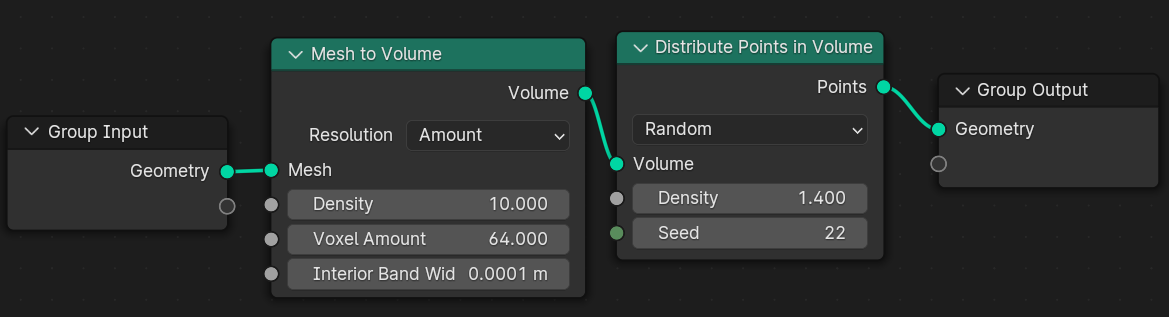 Group Input
Geometry
Mesh to Volume
Volume
Resolution Amount
Mesh
Density 10.000
Voxel Amount 64.000
Interior Band Wid 0.0001 m
Distribute Points in Volume
Points
Random
Volume
Density 1.400
Seed 22
Group Output
Geometry